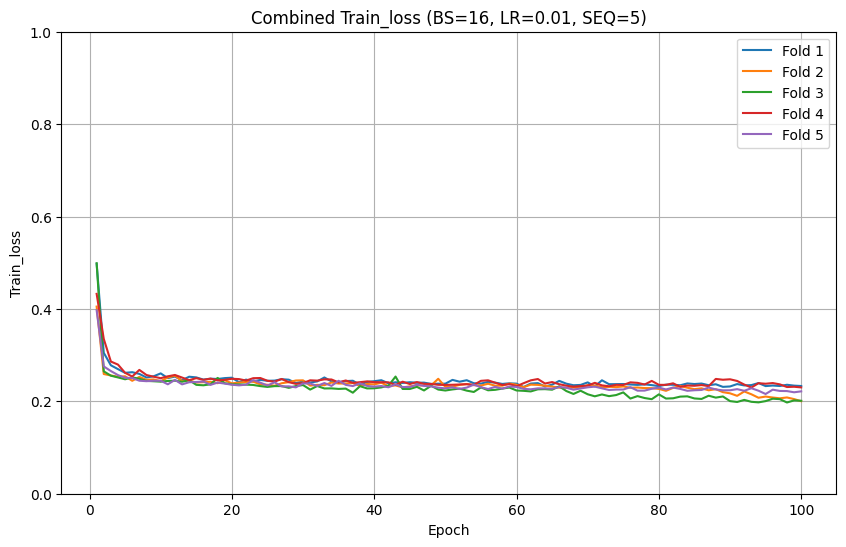 Combined Train_loss (BS=16, LR=0.01, SEQ=5)
Train_loss
1.0
0.8
0.6
0.4
0.2
0.0
Fold 1
Fold 2
Fold 3
Fold 4
Fold 5
0 20 40 60 80 100
Epoch